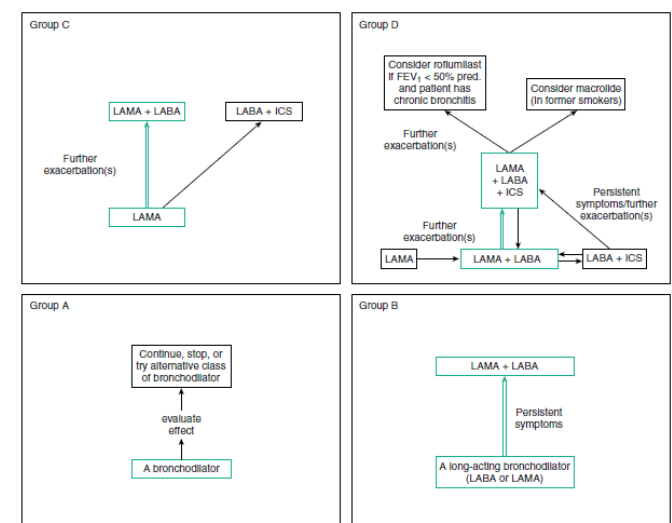 Group C
LAMA + LABA
LABA + ICS
Further
exacerbation(s)
LAMA
Group D
Consider roflumilast
if FEV1 < 50% pred.
and patient has
chronic bronchitis
Consider macrolide
(in former smokers)
Further
exacerbation(s)
LAMA
+ LABA
+ ICS
Persistent
symptoms/further
exacerbation(s)
Further
exacerbation(s)
LAMA
LAMA + LABA
LABA + ICS
Group A
Continue, stop, or
try alternative class
of bronchodilator
evaluate
effect
A bronchodilator
Group B
LAMA + LABA
Persistent
symptoms
A long-acting bronchodilator
(LABA or LAMA)